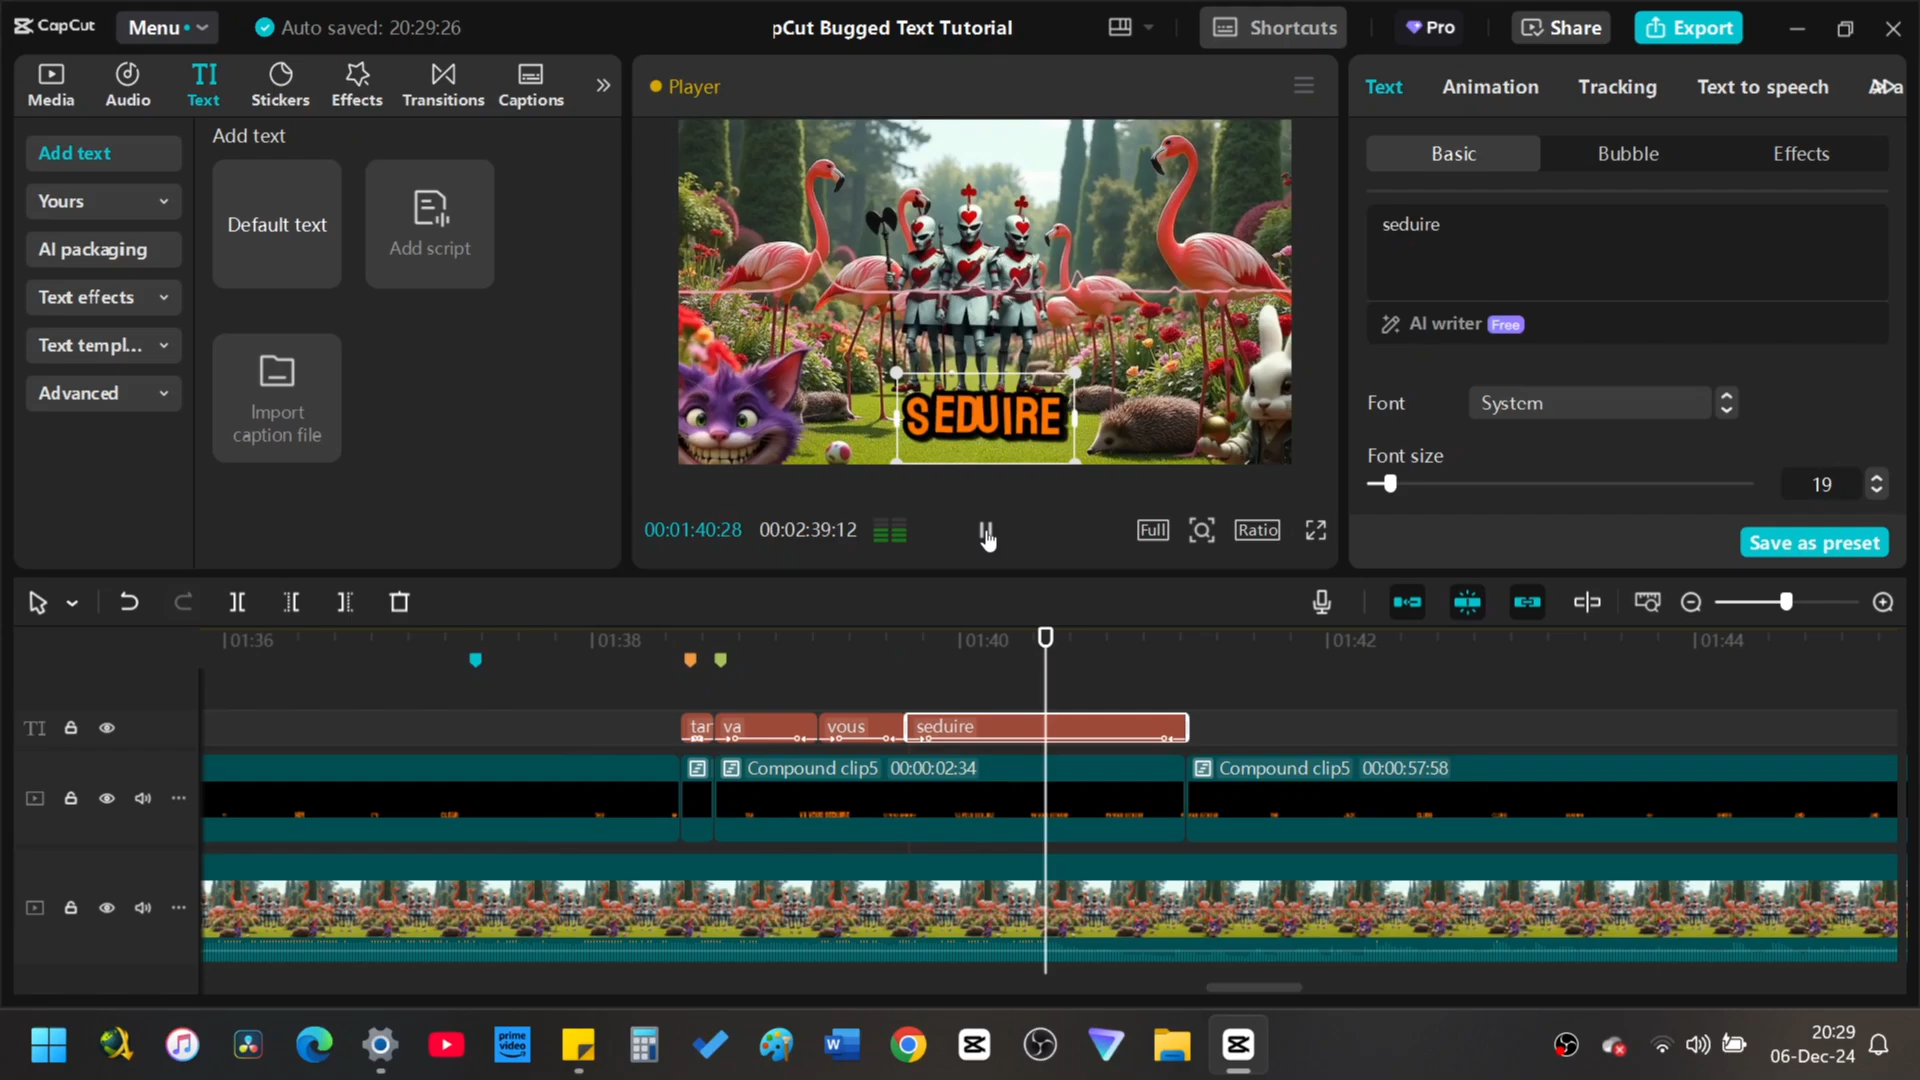 CapCut
Menu
Auto saved: 20:29:26
pCut Bugged Text Tutorial
Shortcuts
Pro
Share
Export
Media
Audio
TI
Text
Stickers
Effects
Transitions
Captions
Player
Text
Animation
Tracking
Text to speech
Add text
Yours
AI packaging
Text effects
Text templ...
Advanced
Add text
Default text
Add script
Import
caption file
SEDUIRE
00:01:40:28
00:02:39:12
Full
Ratio
Basic
Bubble
Effects
seduire
AI writer Free
Font
System
Font size
19
Save as preset
01:36
01:38
01:40
01:42
01:44
TI
tar
va
vous
seduire
Compound clip5 00:00:02:34
Compound clip5 00:00:57:58
prime
video
W
20:29
06-Dec-24